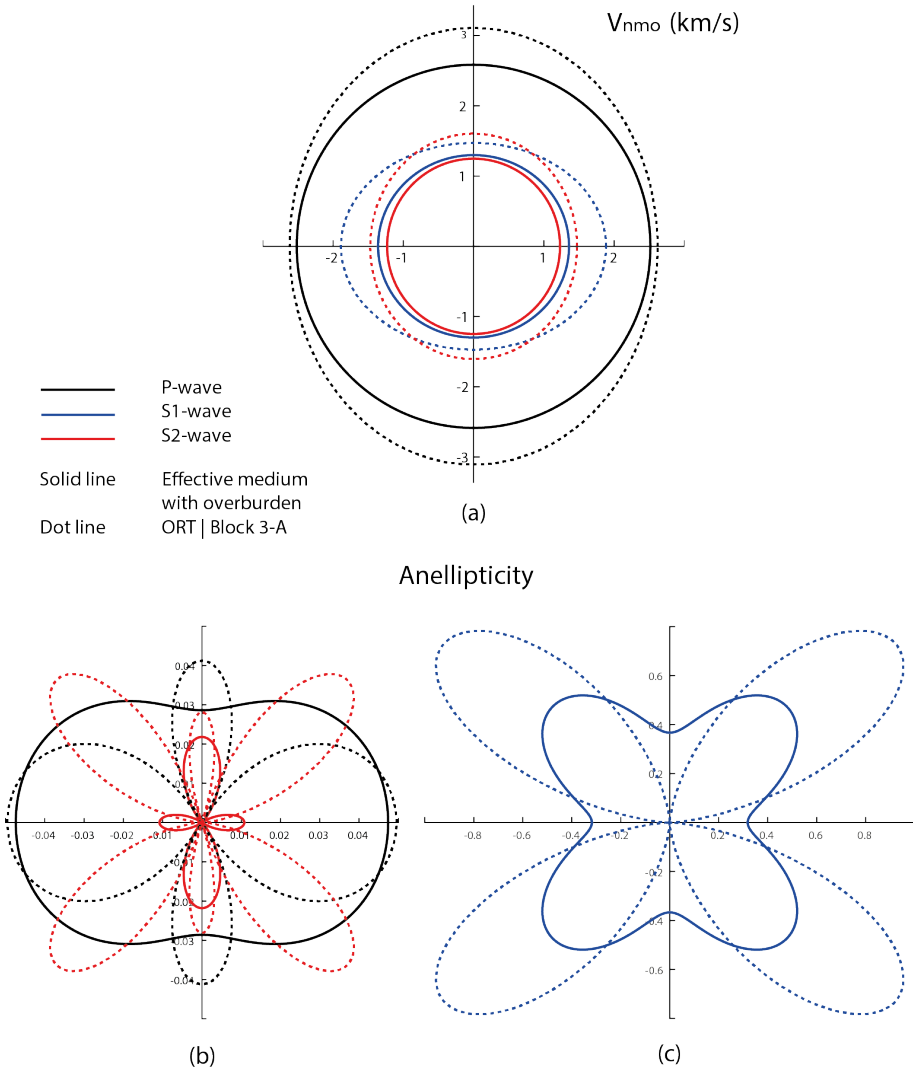 Vnmo (km/s)
3
2
1
-2
-1
1
2
-1
-2
-3
P-wave
S1-wave
S2-wave
Solid line Effective medium
with overburden
Dot line ORT | Block 3-A
(a)
Anellipticity
0.04
0.03
0.02
-0.04 -0.03 -0.02 0.01 0.01 0.02 0.03 0.04
0.03
-0.04
(b)
0.6
0.4
0.2
-0.8 -0.6 -0.4 -0.2 0.2 0.4 0.6 0.8
-0.2
-0.4
-0.6
(c)